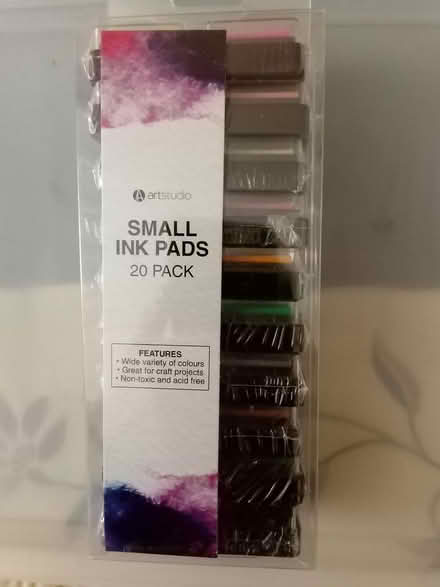 artstudio
SMALL
INK PADS
20 PACK
FEATURES
• Wide variety of colours
• Great for craft projects
• Non-toxic and acid free